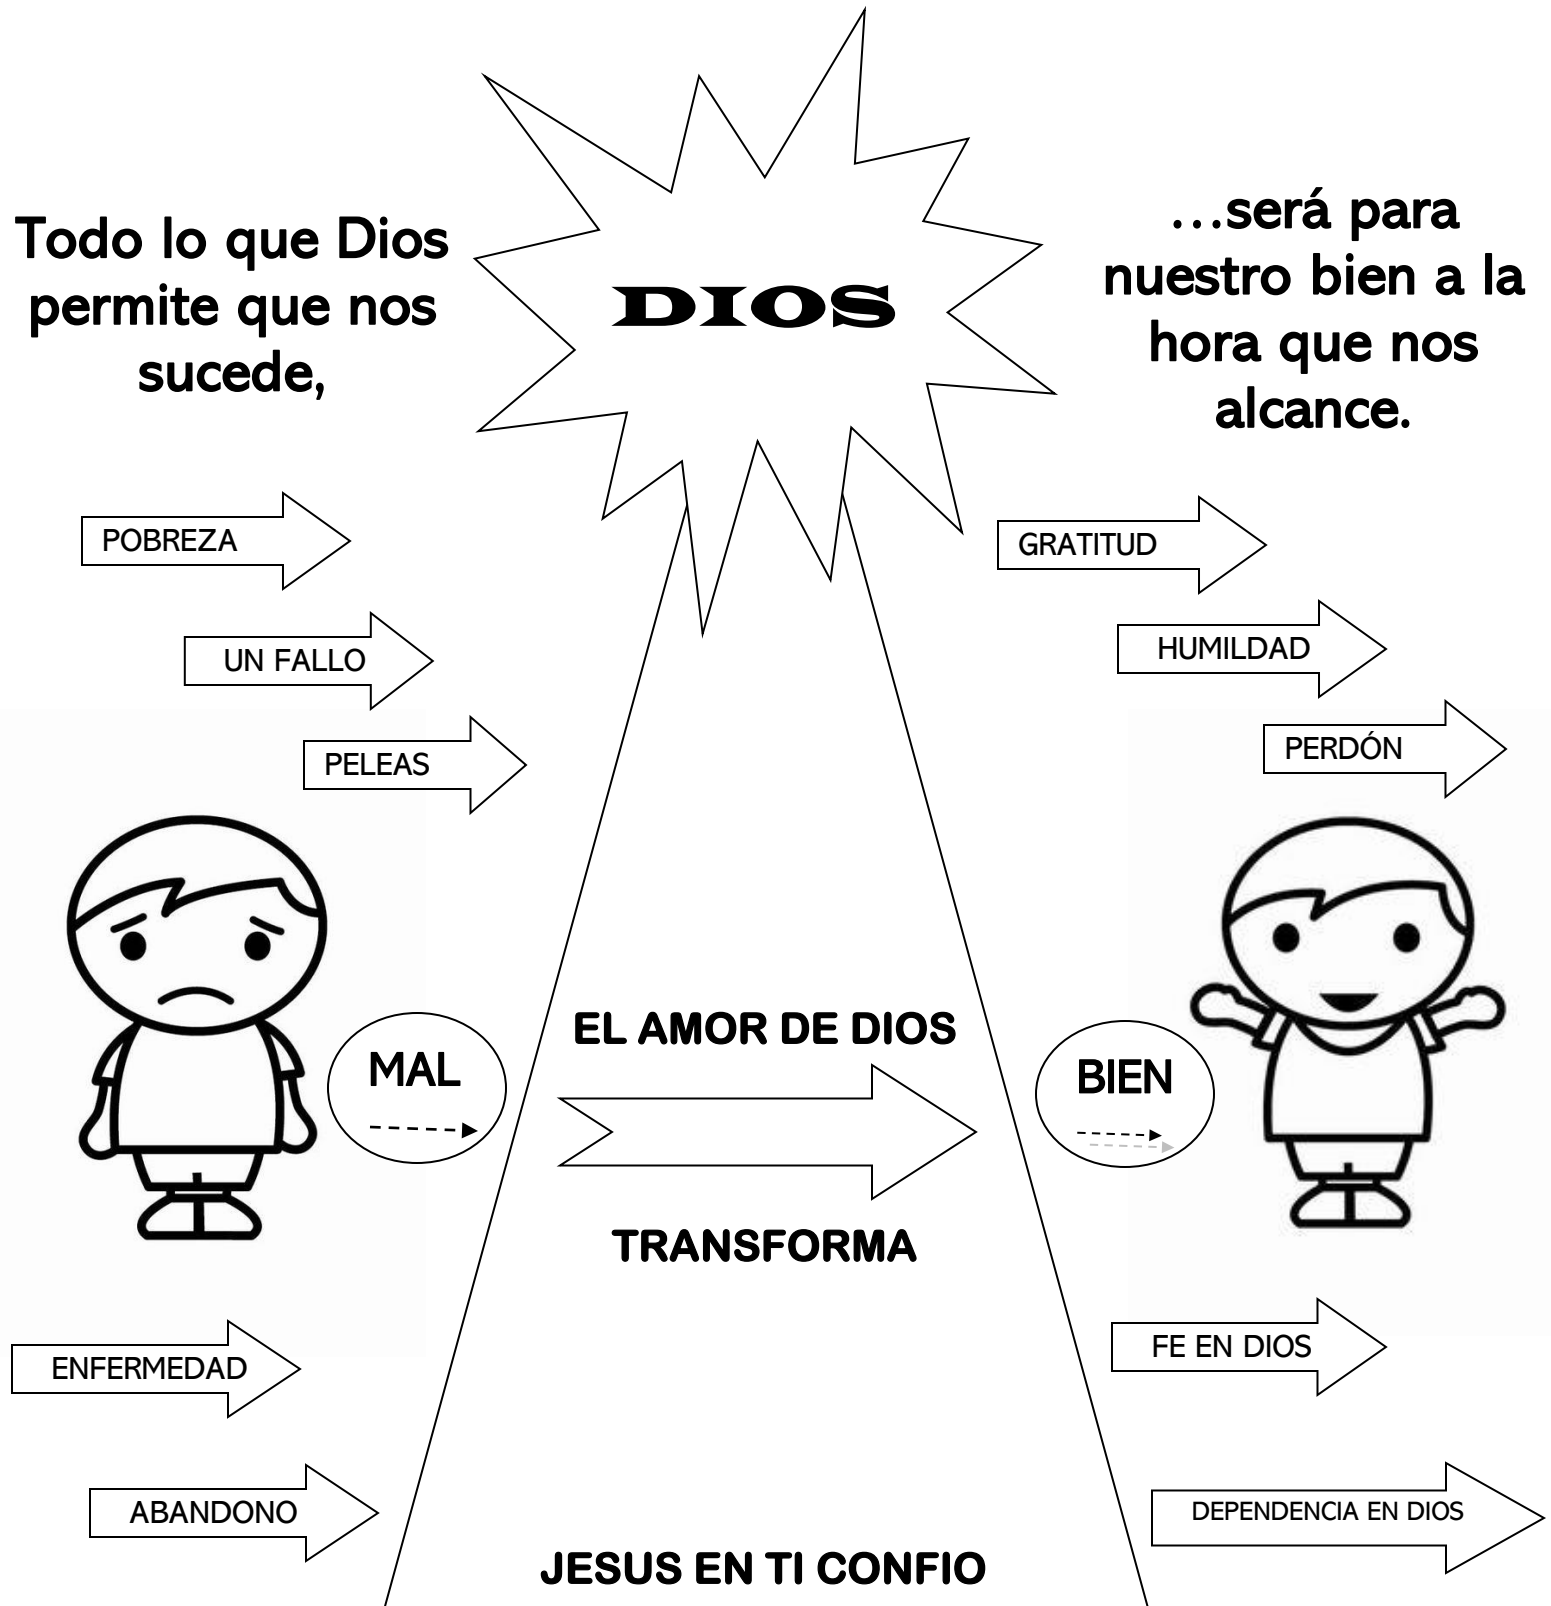 DIOS
Todo lo que Dios
permite que nos
sucede,
…será para
nuestro bien a la
hora que nos
alcance.
POBREZA
UN FALLO
PELEAS
GRATITUD
HUMILDAD
PERDÓN
MAL
EL AMOR DE DIOS
TRANSFORMA
BIEN
ENFERMEDAD
ABANDONO
FE EN DIOS
DEPENDENCIA EN DIOS
JESUS EN TI CONFIO